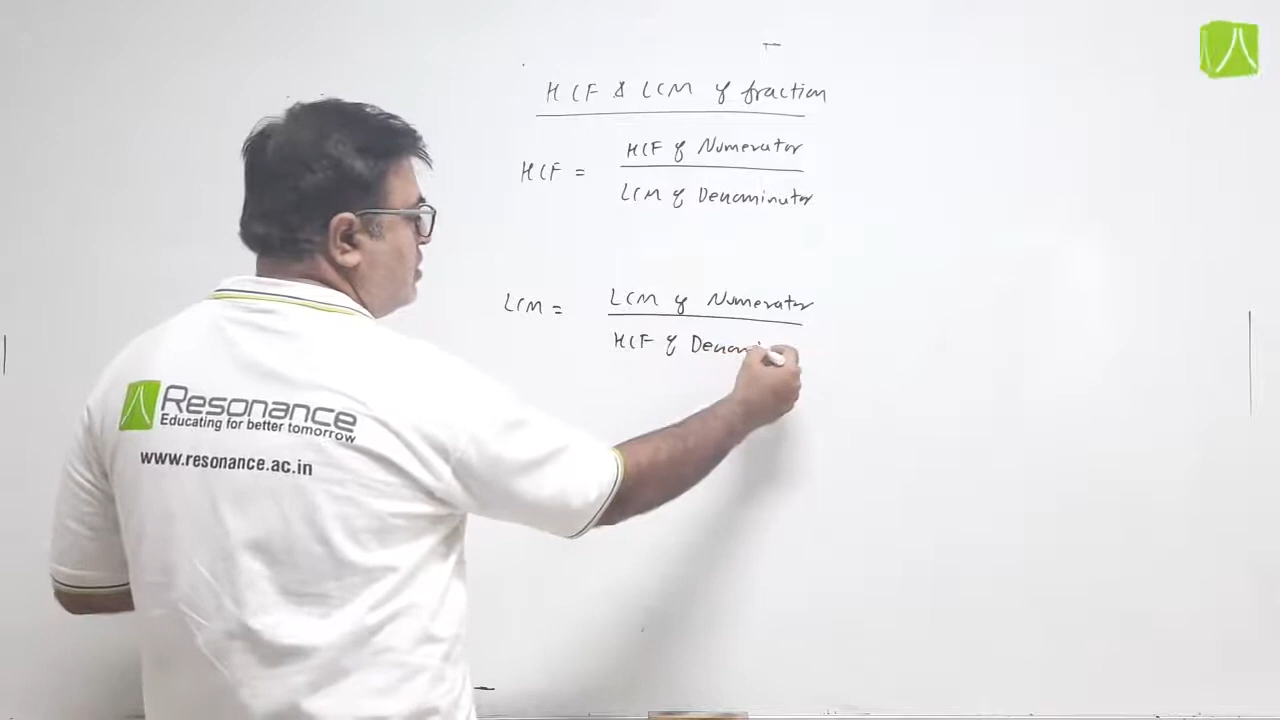 HCF & LCM of fraction
HCF = HCF of Numerator
LCM of Denominator
LCM = LCM of Numerator
HCF of Denomi
Resonance
Educating for better tomorrow
www.resonance.ac.in